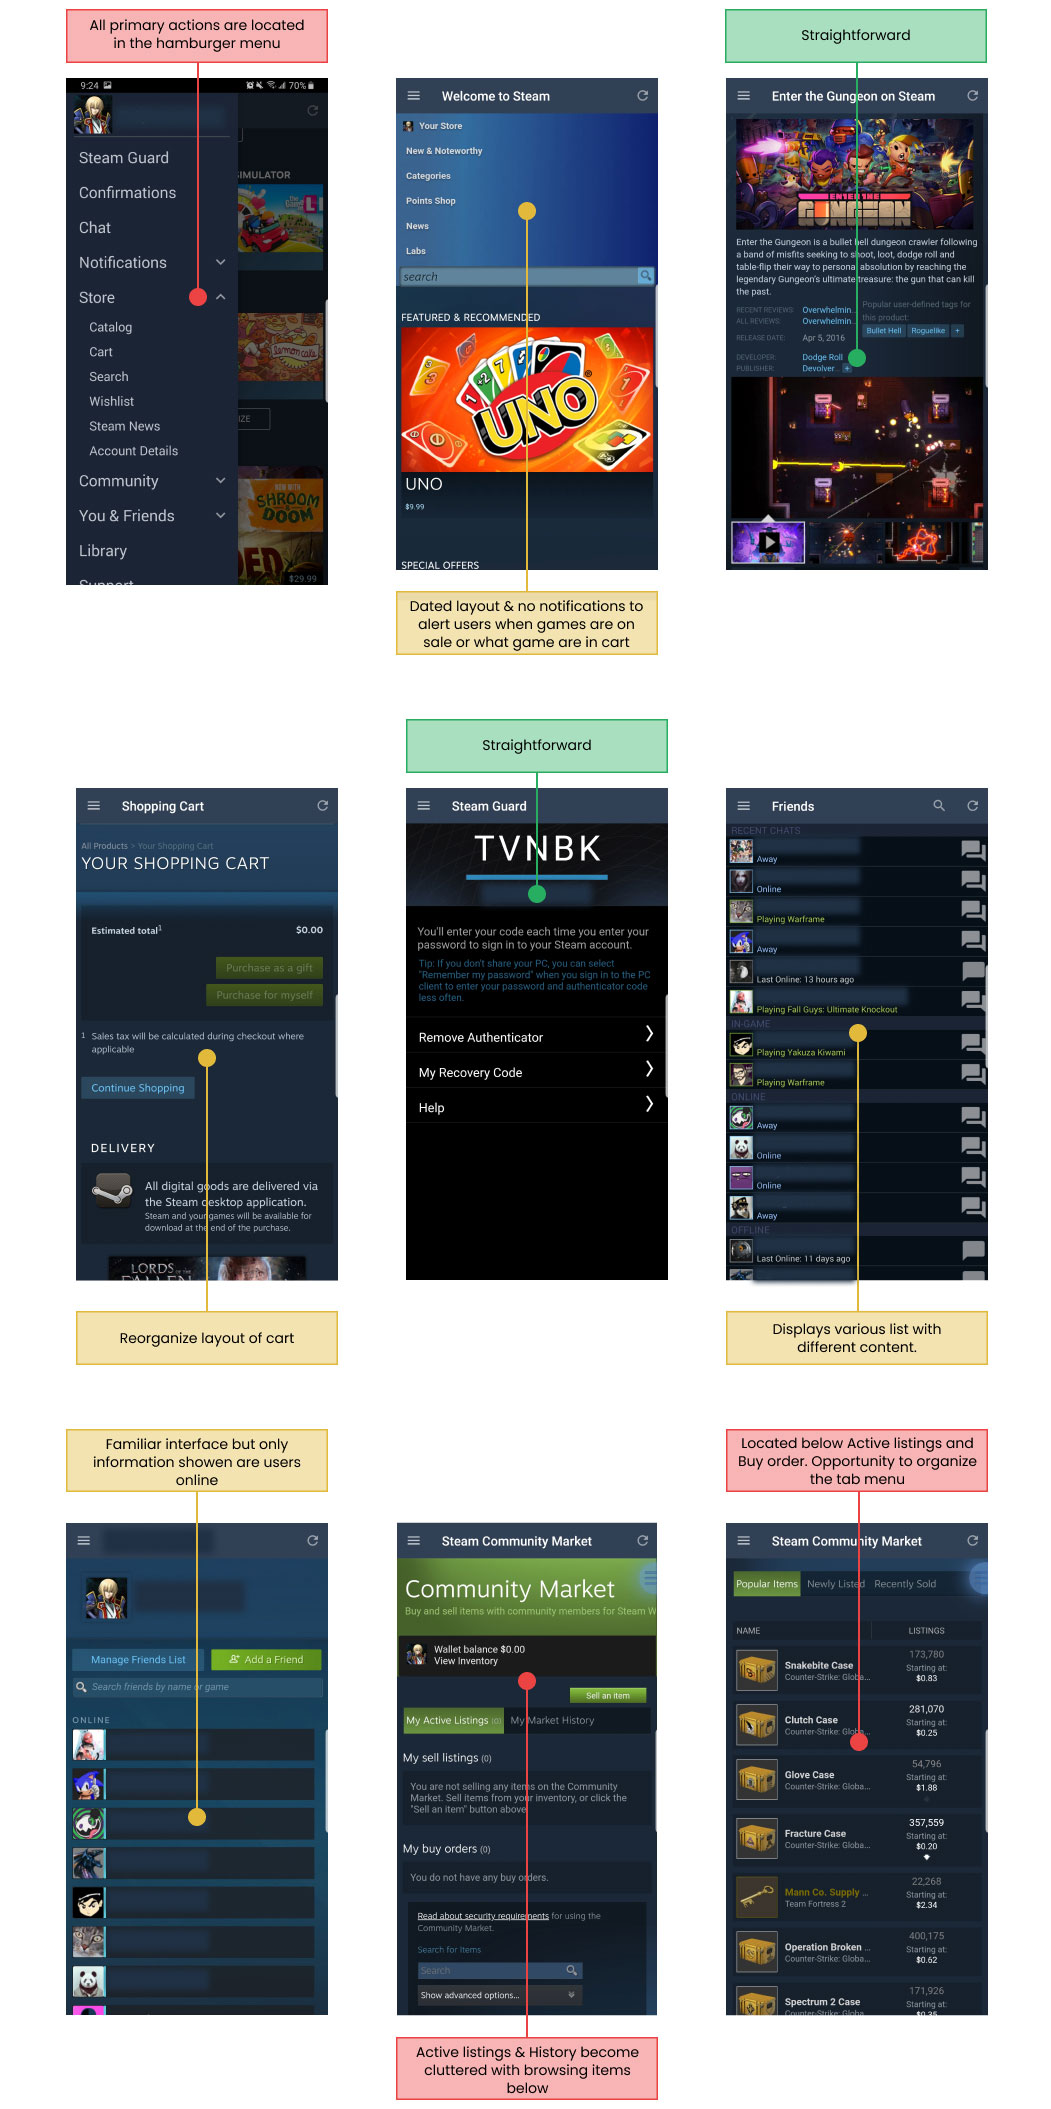 All primary actions are located
in the hamburger menu
Straightforward
9:24
70%
Steam Guard
Confirmations
Chat
Notifications
Store
Catalog
Cart
Search
Wishlist
Steam News
Account Details
Community
You & Friends
Library
Support
SIMULATOR
IZE
NOW WITH
SHROOM
DOOM
$29.99
Welcome to Steam
Your Store
New & Noteworthy
Categories
Points Shop
News
Labs
search
FEATURED & RECOMMENDED
UNO
UNO
$9.99
SPECIAL OFFERS
Enter the Gungeon on Steam
ENTER THE
GUNGEON
Enter the Gungeon is a bullet hell dungeon crawler following
a band of misfits seeking to shoot, loot, dodge roll and
table-flip their way to personal absolution by reaching the
legendary Gungeon's ultimate treasure: the gun that can kill
the past.
RECENT REVIEWS: Overwhelmin...
ALL REVIEWS: Overwhelmin...
RELEASE DATE: Apr 5, 2016
DEVELOPER: Dodge Roll
PUBLISHER: Devolver... +
Popular user-defined tags for
this product:
Bullet Hell Roguelike +
Dated layout & no notifications to
alert users when games are on
sale or what game are in cart
Straightforward
Shopping Cart
All Products > Your Shopping Cart
YOUR SHOPPING CART
Estimated total1 $0.00
Purchase as a gift
Purchase for myself
1 Sales tax will be calculated during checkout where
applicable
Continue Shopping
DELIVERY
All digital goods are delivered via
the Steam desktop application.
Steam and your games will be available for
download at the end of the purchase.
LORDS OF THE
FALLEN
Steam Guard
TVNBK
You'll enter your code each time you enter your
password to sign in to your Steam account.
Tip: If you don't share your PC, you can select
"Remember my password" when you sign in to the PC
client to enter your password and authenticator code
less often.
Remove Authenticator
My Recovery Code
Help
Friends
RECENT CHATS
Away
Online
Playing Warframe
Away
Last Online: 13 hours ago
Playing Fall Guys: Ultimate Knockout
IN-GAME
Playing Yakuza Kiwami
Playing Warframe
ONLINE
Away
Online
Online
Away
OFFLINE
Last Online: 11 days ago
Reorganize layout of cart
Displays various list with
different content.
Familiar interface but only
information showen are users
online
Located below Active listings and
Buy order. Opportunity to organize
the tab menu
Manage Friends List
Add a Friend
Search friends by name or game
ONLINE
Steam Community Market
Community Market
Buy and sell items with community members for Steam W
Wallet balance $0.00
View Inventory
Sell an item
My Active Listings (0) My Market History
My sell listings (0)
You are not selling any items on the Community
Market. Sell items from your inventory, or click the
"Sell an item" button above.
My buy orders (0)
You do not have any buy orders.
Read about security requirements for using the
Community Market.
Search for Items
Search
Show advanced options...
Steam Community Market
Popular Items Newly Listed Recently Sold
NAME LISTINGS
Snakebite Case
Counter-Strike: Globa...
173,780
Starting at:
$0.83
Clutch Case
Counter-Strike: Globa...
281,070
Starting at:
$0.25
Glove Case
Counter-Strike: Globa...
54,796
Starting at:
$1.88
Fracture Case
Counter-Strike: Globa...
357,559
Starting at:
$0.20
Mann Co. Supply ...
Team Fortress 2
22,268
Starting at:
$2.34
Operation Broken ...
Counter-Strike: Globa...
400,175
Starting at:
$0.62
Spectrum 2 Case
Counter-Strike: Globa...
171,926
Starting at:
$0.35
Active listings & History become
cluttered with browsing items
below